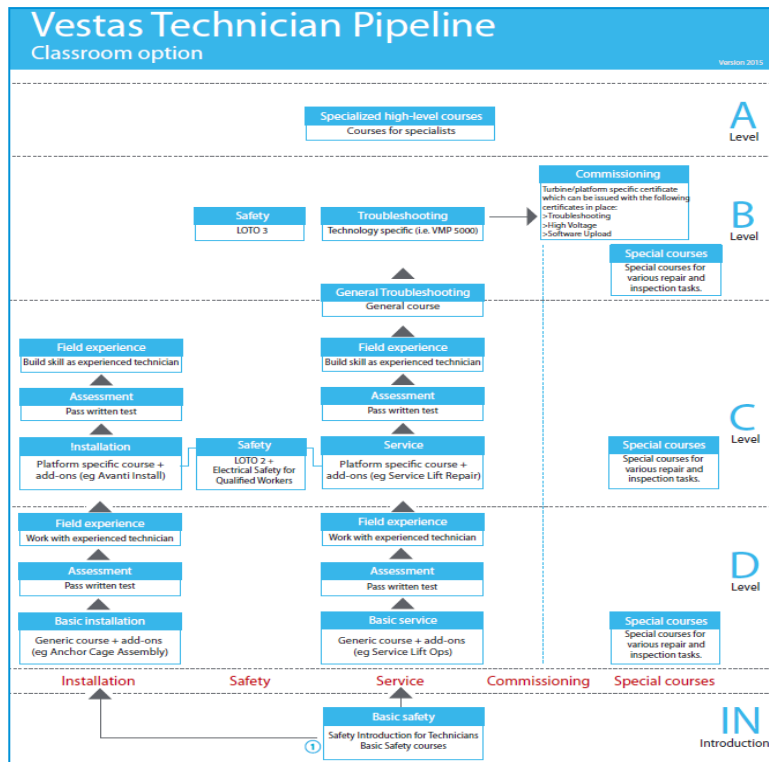 Vestas Technician Pipeline
Classroom option
Version 2015
Specialized high-level courses
Courses for specialists
A
Level
Commissioning
Turbine/platform specific certificate
which can be issued with the following
certificates in place:
>Troubleshooting
>High Voltage
>Software Upload
Safety
LOTO 3
Troubleshooting
Technology specific (i.e. VMP 5000)
B
Level
Special courses
Special courses for
various repair and
inspection tasks.
General Troubleshooting
General course
Field experience
Build skill as experienced technician
Field experience
Build skill as experienced technician
Assessment
Pass written test
Assessment
Pass written test
C
Level
Installation
Platform specific course +
add-ons (eg Avanti Install)
Safety
LOTO 2 +
Electrical Safety for
Qualified Workers
Service
Platform specific course +
add-ons (eg Service Lift Repair)
Special courses
Special courses for
various repair and
inspection tasks.
Field experience
Work with experienced technician
Field experience
Work with experienced technician
D
Level
Assessment
Pass written test
Assessment
Pass written test
Basic installation
Generic course + add-ons
(eg Anchor Cage Assembly)
Basic service
Generic course + add-ons
(eg Service Lift Ops)
Special courses
Special courses for
various repair and
inspection tasks.
Installation
Safety
Service
Commissioning
Special courses
Basic safety
Safety Introduction for Technicians
Basic Safety courses
1
IN
Introduction